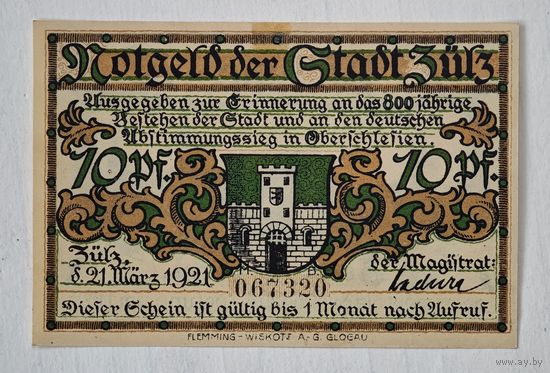 Notgeld der Stadt Zülz
Ausgegeben zur Erinnerung an das 800 jährige
Bestehen der Stadt und an den deutschen
Abstimmungssieg in Oberschlesien.
10 Pf. 10 Pf.
Zülz,
d. 21. März 1921
der Magistrat:
M. B.
067320
Dieser Schein ist gültig bis 1 Monat nach Aufruf.
FLEMMING-WISKOTT A.-G. GLOGAU
www.ay.by